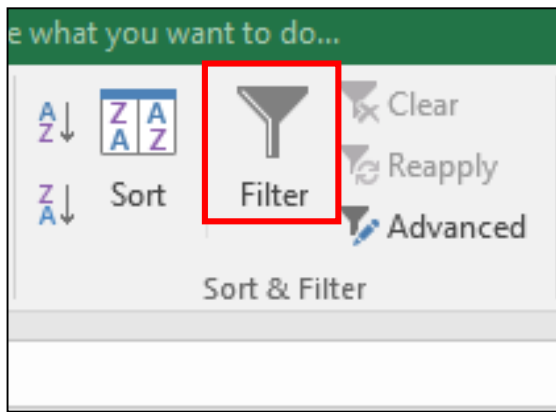 e what you want to do...
A
Z
Z A
A Z
Sort
Filter
Clear
Reapply
Advanced
Z
A
Sort & Filter